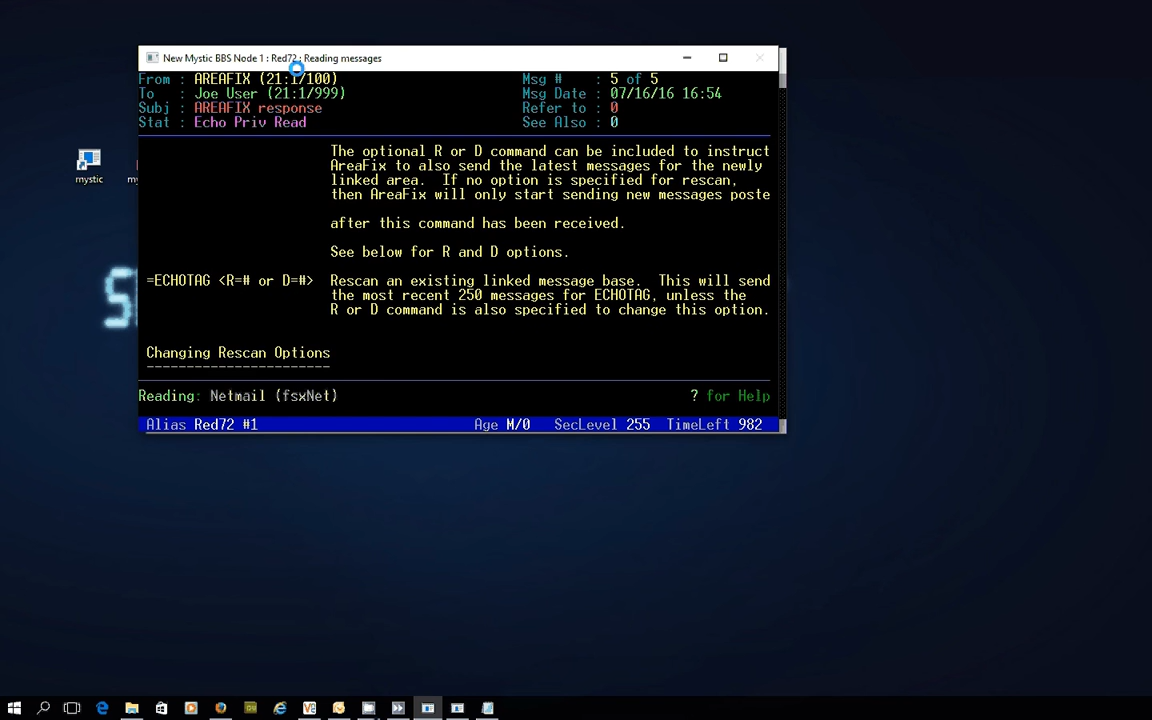 New Mystic BBS Node 1 : Red72 : Reading messages
From : AREAFIX (21:1/100) Msg # : 5 of 5
To : Joe User (21:1/999) Msg Date : 07/16/16 16:54
Subj : AREAFIX response Refer to : 0
Stat : Echo Priv Read See Also : 0
The optional R or D command can be included to instruct
AreaFix to also send the latest messages for the newly
linked area. If no option is specified for rescan,
then AreaFix will only start sending new messages poste
after this command has been received.
See below for R and D options.
=ECHOTAG <R=# or D=#> Rescan an existing linked message base. This will send
the most recent 250 messages for ECHOTAG, unless the
R or D command is also specified to change this option.
Changing Rescan Options
-----------------------
Reading: Netmail (fsxNet) ? for Help
Alias Red72 #1 Age M/0 SecLevel 255 TimeLeft 982
mystic